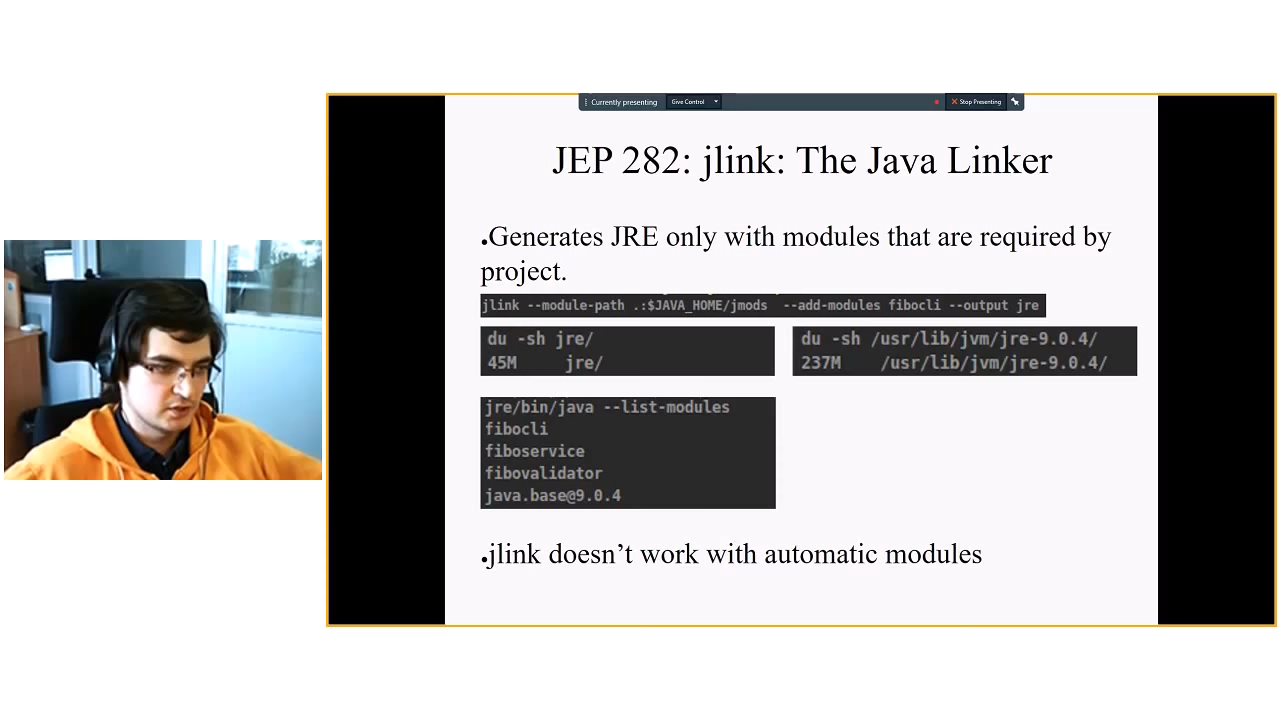 Currently presenting Give Control Stop Presenting
JEP 282: jlink: The Java Linker
•Generates JRE only with modules that are required by
project.
jlink --module-path .:$JAVA_HOME/jmods --add-modules fibocli --output jre
du -sh jre/
45M jre/
du -sh /usr/lib/jvm/jre-9.0.4/
237M /usr/lib/jvm/jre-9.0.4/
jre/bin/java --list-modules
fibocli
fiboservice
fibovalidator
java.base@9.0.4
•jlink doesn’t work with automatic modules